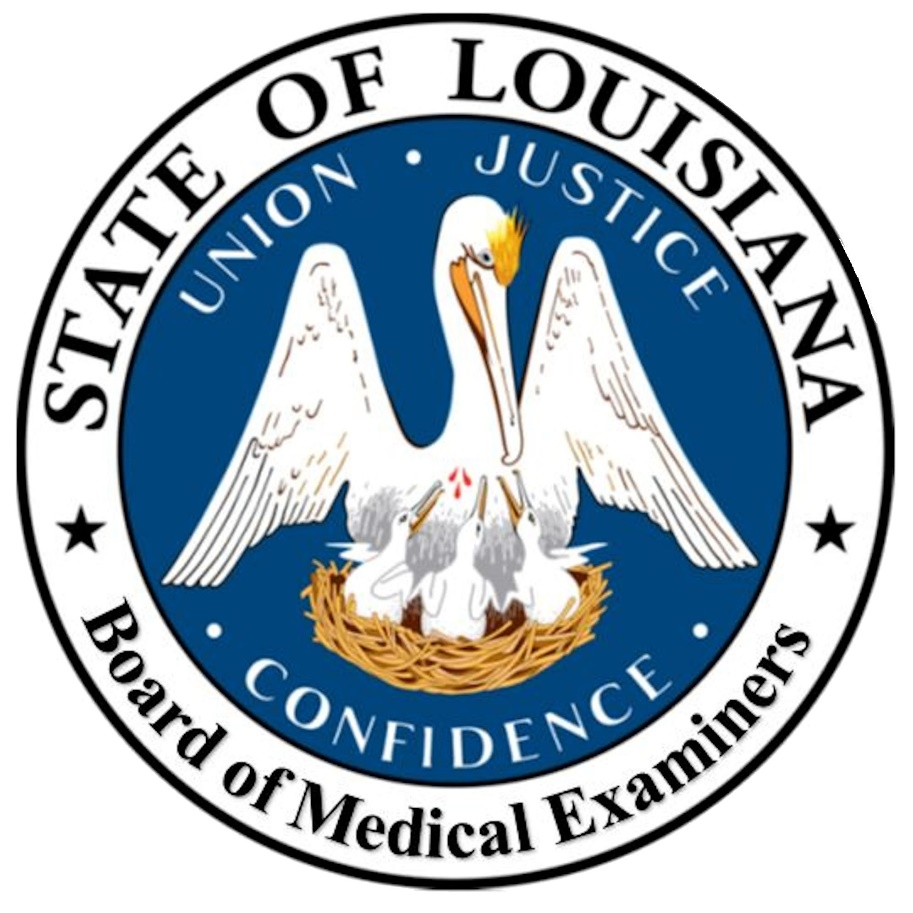 STATE OF LOUISIANA
UNION • JUSTICE
• CONFIDENCE •
★ Board of Medical Examiners ★